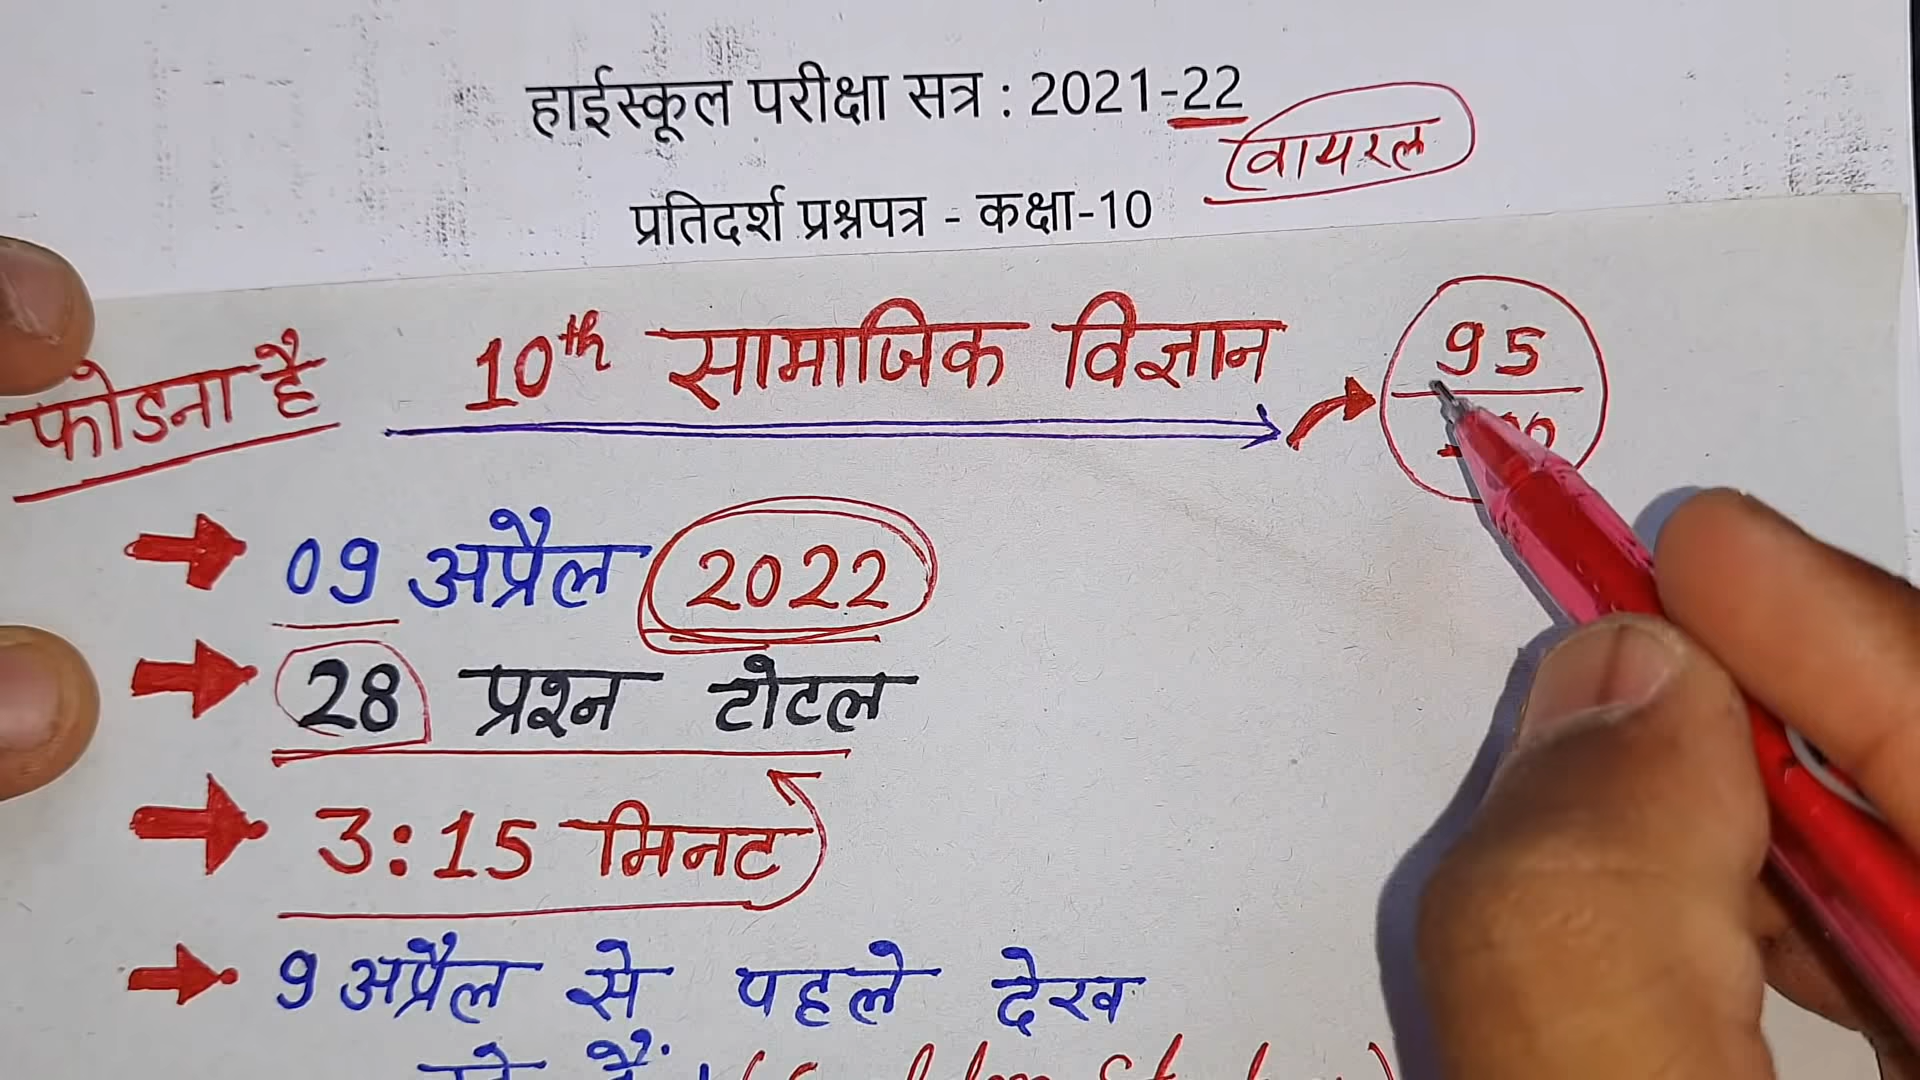 हाईस्कूल परीक्षा सत्र : 2021-22
वायरल
प्रतिदर्श प्रश्नपत्र - कक्षा-10
फोडना है
10th सामाजिक विज्ञान
95
09 अप्रैल 2022
28 प्रश्न टोटल
3:15 मिनट
9 अप्रैल से पहले देख